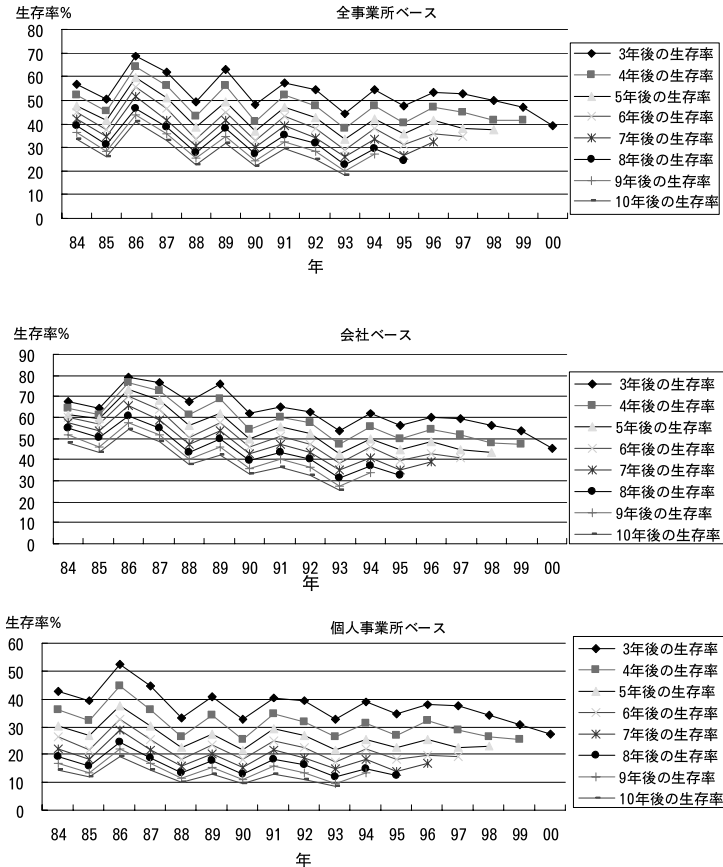 生存率%
全事業所ベース
80
70
60
50
40
30
20
10
0
84 85 86 87 88 89 90 91 92 93 94 95 96 97 98 99 00
年
3年後の生存率
4年後の生存率
5年後の生存率
6年後の生存率
7年後の生存率
8年後の生存率
9年後の生存率
10年後の生存率
生存率%
会社ベース
90
80
70
60
50
40
30
20
10
0
84 85 86 87 88 89 90 91 92 93 94 95 96 97 98 99 00
年
3年後の生存率
4年後の生存率
5年後の生存率
6年後の生存率
7年後の生存率
8年後の生存率
9年後の生存率
10年後の生存率
生存率%
個人事業所ベース
60
50
40
30
20
10
0
84 85 86 87 88 89 90 91 92 93 94 95 96 97 98 99 00
年
3年後の生存率
4年後の生存率
5年後の生存率
6年後の生存率
7年後の生存率
8年後の生存率
9年後の生存率
10年後の生存率